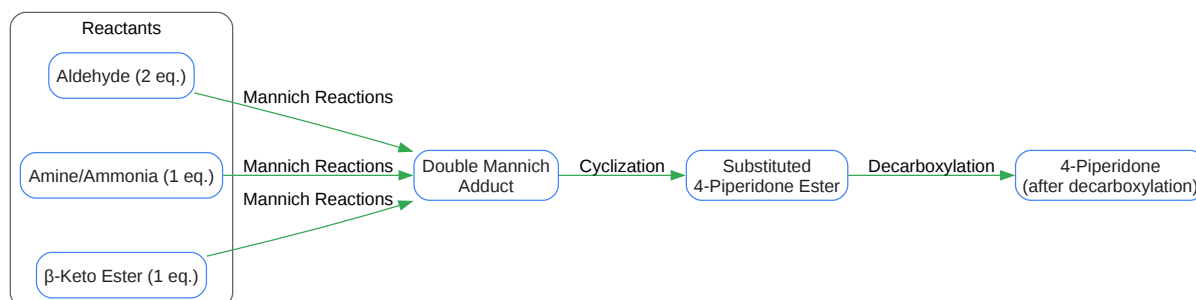 Reactants
Aldehyde (2 eq.)
Mannich Reactions
Amine/Ammonia (1 eq.)
Mannich Reactions
Mannich Reactions
β-Keto Ester (1 eq.)
Double Mannich
Adduct
Cyclization
Substituted
4-Piperidone Ester
Decarboxylation
4-Piperidone
(after decarboxylation)